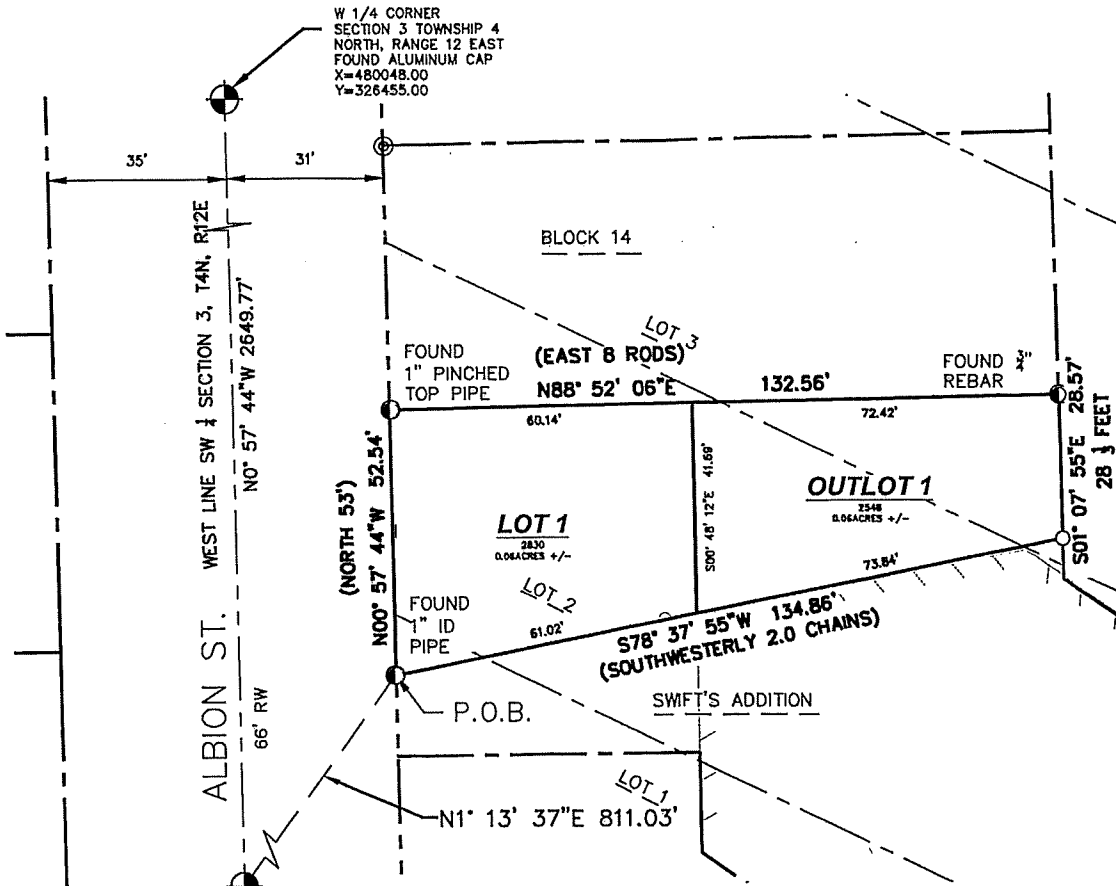 W 1/4 CORNER
SECTION 3 TOWNSHIP 4
NORTH, RANGE 12 EAST
FOUND ALUMINUM CAP
X=480048.00
Y=326455.00
35'
31'
WEST LINE SW ¼ SECTION 3, T4N, R12E
N0° 57' 44"W 2649.77'
ALBION ST.
66' RW
BLOCK 14
LOT 3
FOUND
1" PINCHED
TOP PIPE
(EAST 8 RODS)
N88° 52' 06"E 132.56'
60.14'
72.42'
FOUND ¾"
REBAR
S01° 07' 55"E 28.57'
28 ⅓ FEET
(NORTH 53')
N00° 57' 44"W 52.54'
LOT 1
2830
0.06ACRES +/-
S00° 48' 12"E 41.69'
OUTLOT 1
2548
0.06ACRES +/-
LOT 2
FOUND
1" ID
PIPE
61.02'
73.84'
S78° 37' 55"W 134.86'
(SOUTHWESTERLY 2.0 CHAINS)
P.O.B.
SWIFT'S ADDITION
LOT 1
N1° 13' 37"E 811.03'